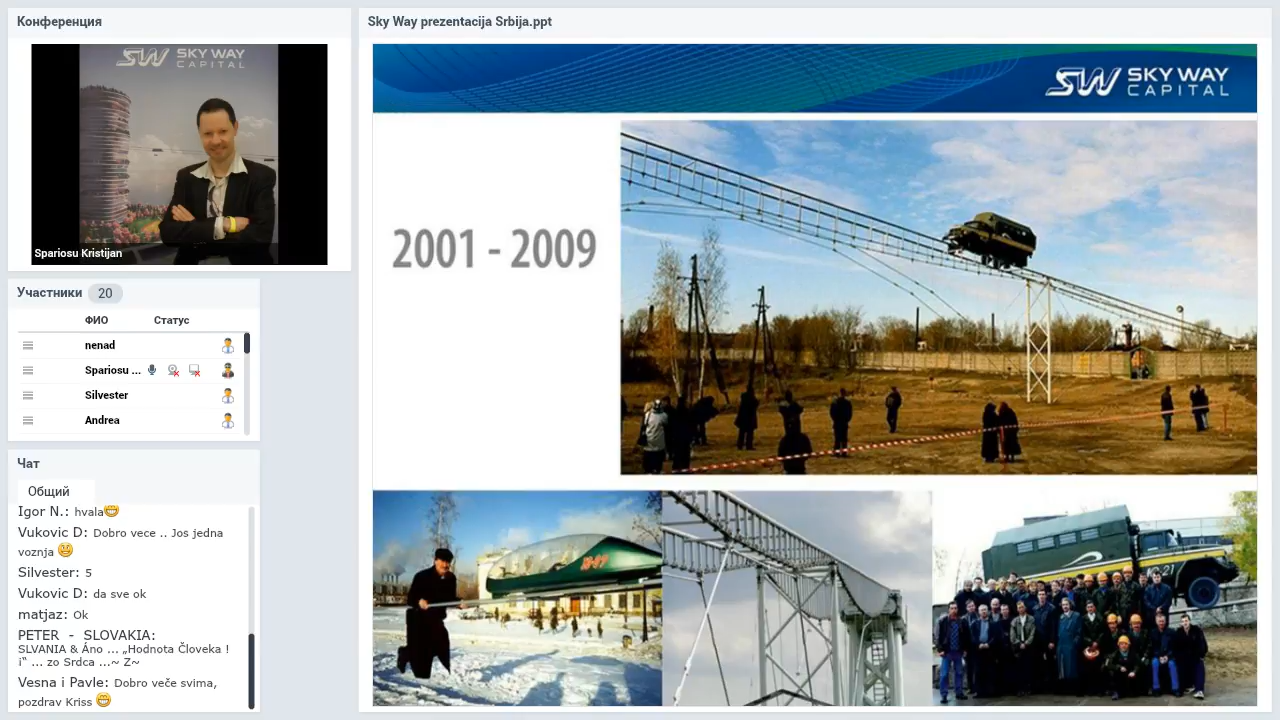 Конференция
SW SKY WAY
CAPITAL
Spariosu Kristijan
Участники 20
ФИО Статус
nenad
Spariosu ...
Silvester
Andrea
Чат
Общий
Igor N.: hvala
Vukovic D: Dobro vece .. Jos jedna
voznja
Silvester: 5
Vukovic D: da sve ok
matjaz: Ok
PETER - SLOVAKIA:
SLVANIA & Áno ... „Hodnota Človeka !
i“ ... zo Srdca ...~ Z~
Vesna i Pavle: Dobro veče svima,
pozdrav Kriss
Sky Way prezentacija Srbija.ppt
SW SKY WAY
CAPITAL
2001 - 2009